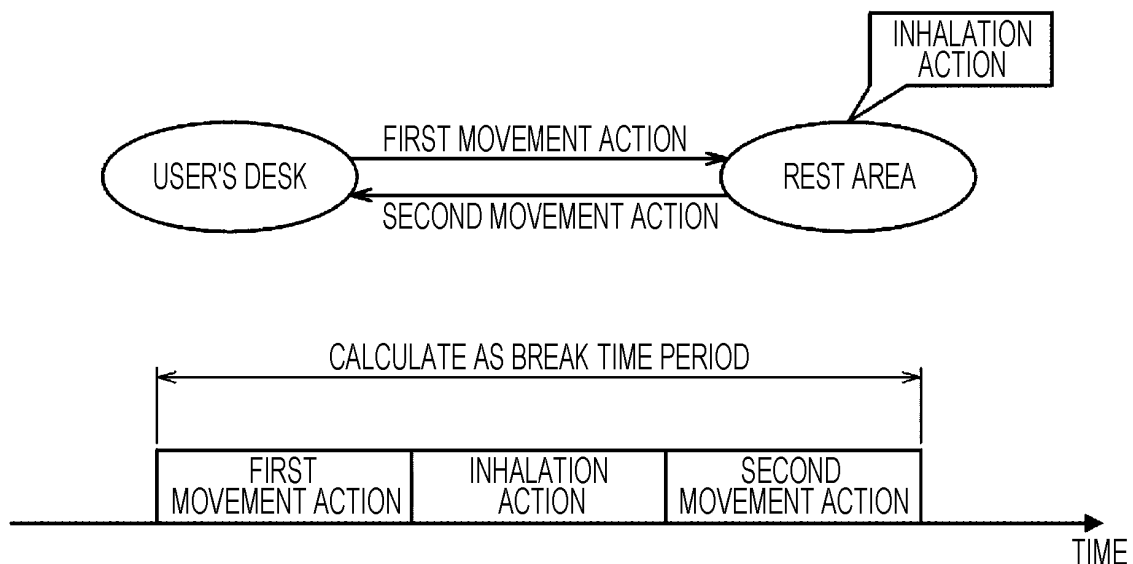 INHALATION
ACTION
FIRST MOVEMENT ACTION
USER'S DESK
REST AREA
SECOND MOVEMENT ACTION
CALCULATE AS BREAK TIME PERIOD
FIRST
MOVEMENT ACTION
INHALATION
ACTION
SECOND
MOVEMENT ACTION
TIME